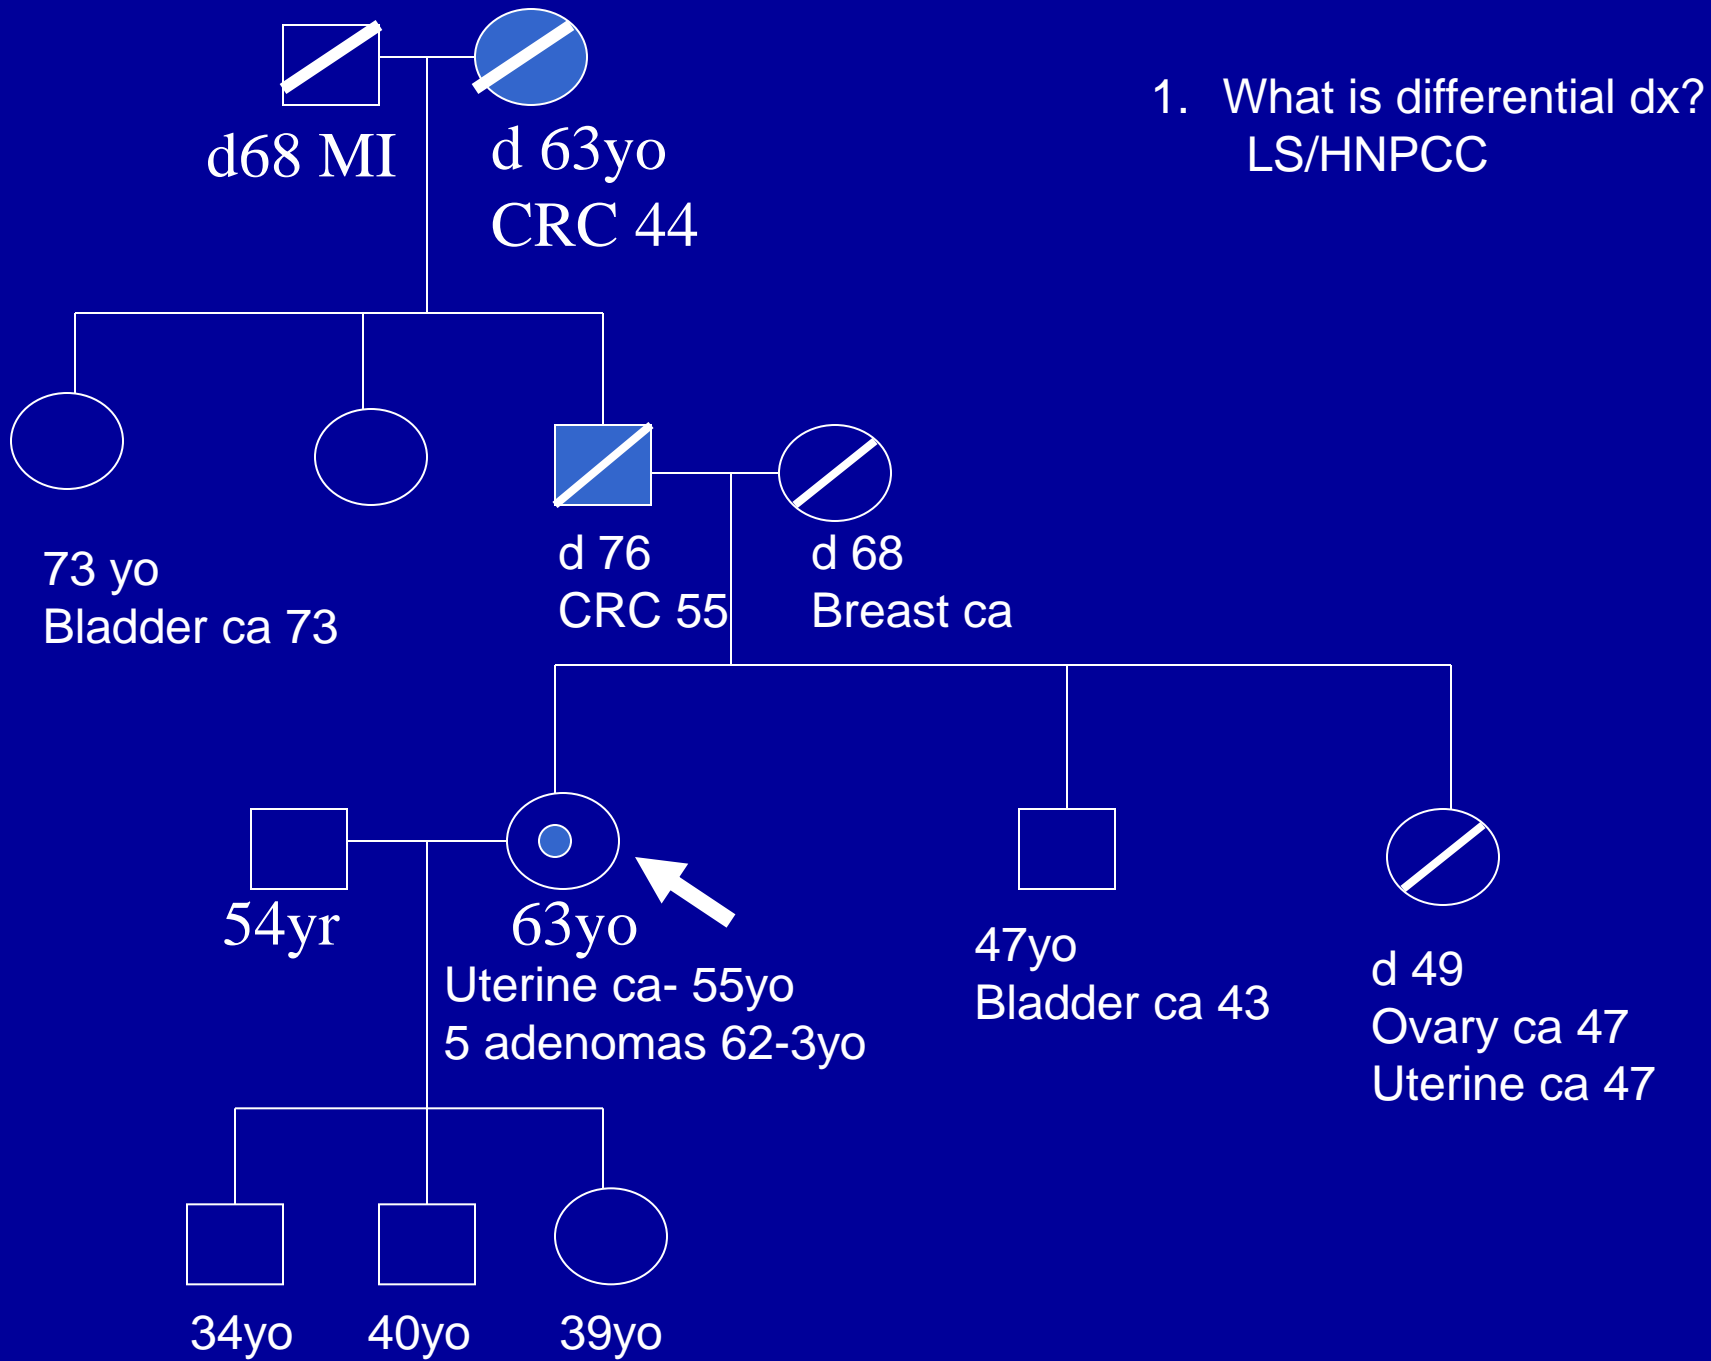 1. What is differential dx?
LS/HNPCC
d68 MI
d 63yo
CRC 44
73 yo
Bladder ca 73
d 76
CRC 55
d 68
Breast ca
54yr
63yo
Uterine ca- 55yo
5 adenomas 62-3yo
47yo
Bladder ca 43
d 49
Ovary ca 47
Uterine ca 47
34yo
40yo
39yo